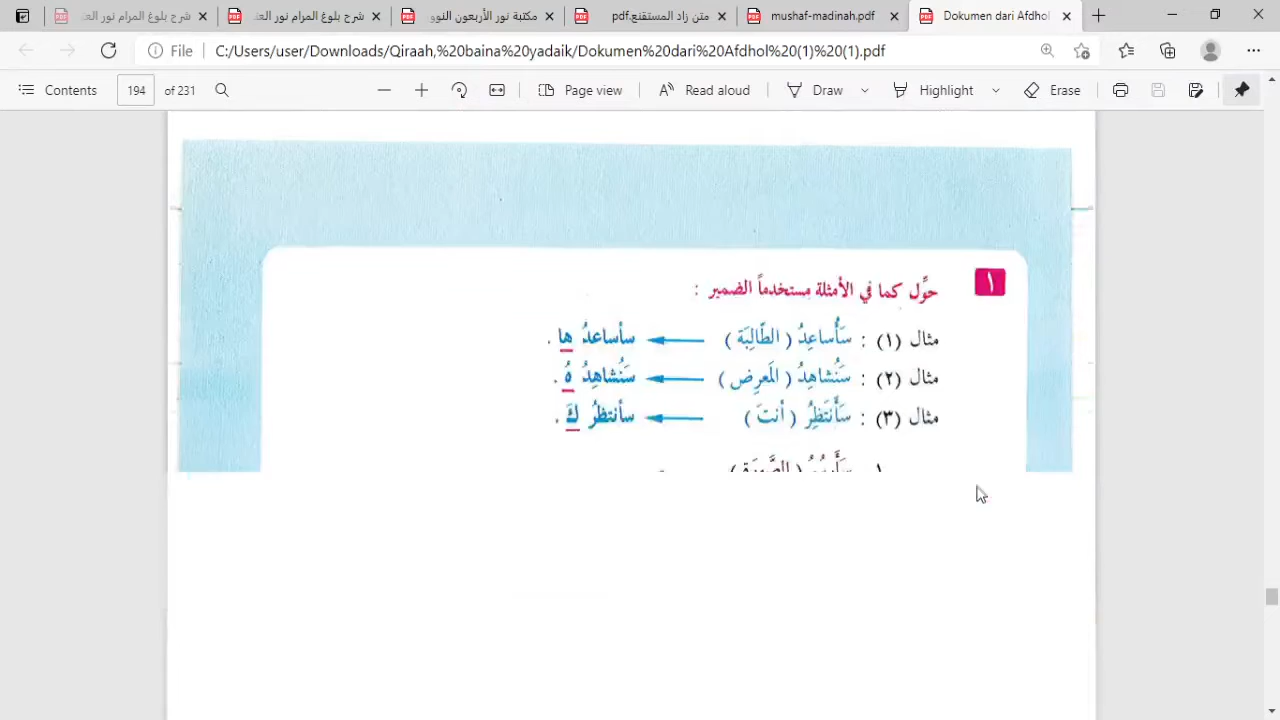 شرح بلوغ المرام نور الع
شرح بلوغ المرام نور الع
مكتبة نور الأربعون النوو
متن زاد المستقنع.pdf
mushaf-madinah.pdf
Dokumen dari Afdhol
File
C:/Users/user/Downloads/Qiraah,%20baina%20yadaik/Dokumen%20dari%20Afdhol%20(1)%20(1).pdf
Contents
194 of 231
Page view
Read aloud
Draw
Highlight
Erase
١ حوِّل كما في الأمثلة مستخدماً الضمير :
مثال (١) : سَأُساعِدُ ( الطَّالِبَة ) ← سأساعدُ ها .
مثال (٢) : سَنُشاهِدُ ( المَعرِض ) ← سَنُشاهِدُ هُ .
مثال (٣) : سَأَنتَظِرُ ( أنتَ ) ← سأنتظرُ كَ .